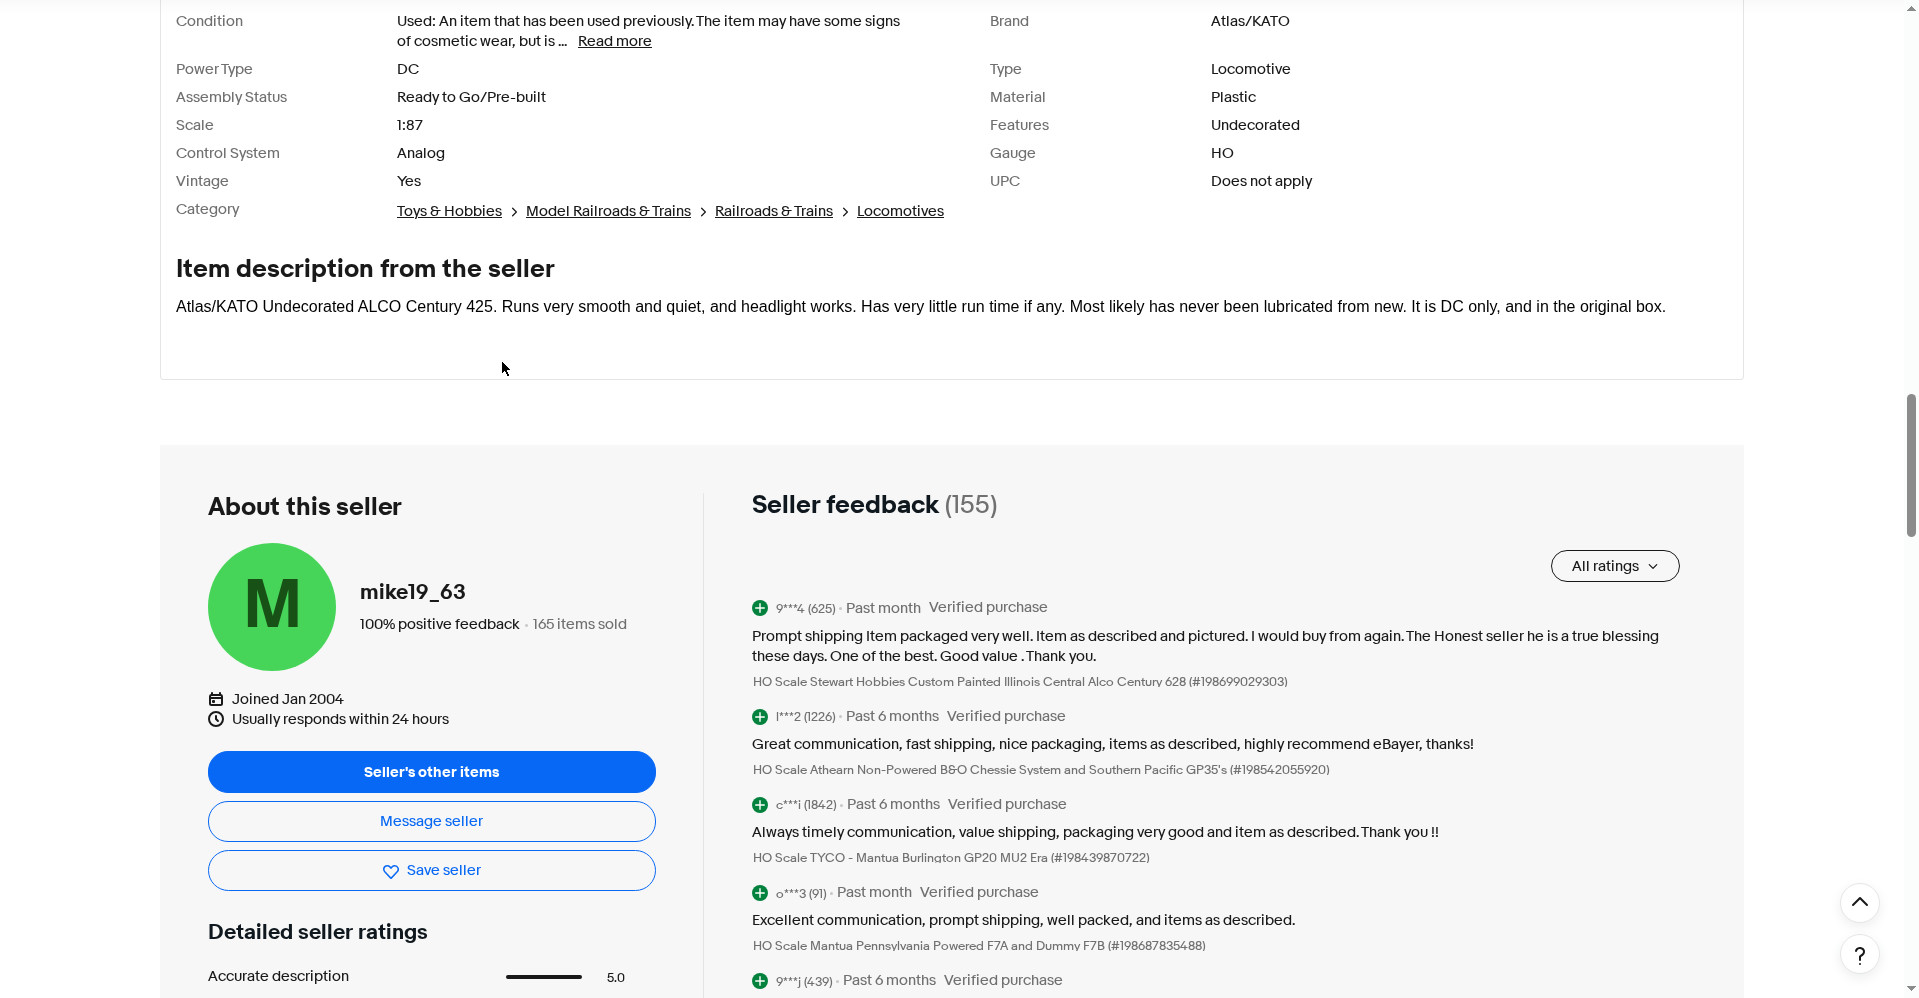 Condition Used: An item that has been used previously. The item may have some signs of cosmetic wear, but is ... Read more
Brand Atlas/KATO
Power Type DC
Type Locomotive
Assembly Status Ready to Go/Pre-built
Material Plastic
Scale 1:87
Features Undecorated
Control System Analog
Gauge HO
Vintage Yes
UPC Does not apply
Category Toys & Hobbies > Model Railroads & Trains > Railroads & Trains > Locomotives
Item description from the seller
Atlas/KATO Undecorated ALCO Century 425. Runs very smooth and quiet, and headlight works. Has very little run time if any. Most likely has never been lubricated from new. It is DC only, and in the original box.
About this seller
M
mike19_63
100% positive feedback · 165 items sold
Joined Jan 2004
Usually responds within 24 hours
Seller's other items
Message seller
Save seller
Detailed seller ratings
Accurate description 5.0
Seller feedback (155)
All ratings
9***4 (625) · Past month Verified purchase
Prompt shipping Item packaged very well. Item as described and pictured. I would buy from again. The Honest seller he is a true blessing
these days. One of the best. Good value . Thank you.
HO Scale Stewart Hobbies Custom Painted Illinois Central Alco Century 628 (#198699029303)
l***2 (1226) · Past 6 months Verified purchase
Great communication, fast shipping, nice packaging, items as described, highly recommend eBayer, thanks!
HO Scale Athearn Non-Powered B&O Chessie System and Southern Pacific GP35's (#198542055920)
c***i (1842) · Past 6 months Verified purchase
Always timely communication, value shipping, packaging very good and item as described. Thank you !!
HO Scale TYCO - Mantua Burlington GP20 MU2 Era (#198439870722)
o***3 (91) · Past month Verified purchase
Excellent communication, prompt shipping, well packed, and items as described.
HO Scale Mantua Pennsylvania Powered F7A and Dummy F7B (#198687835488)
9***j (439) · Past 6 months Verified purchase
?